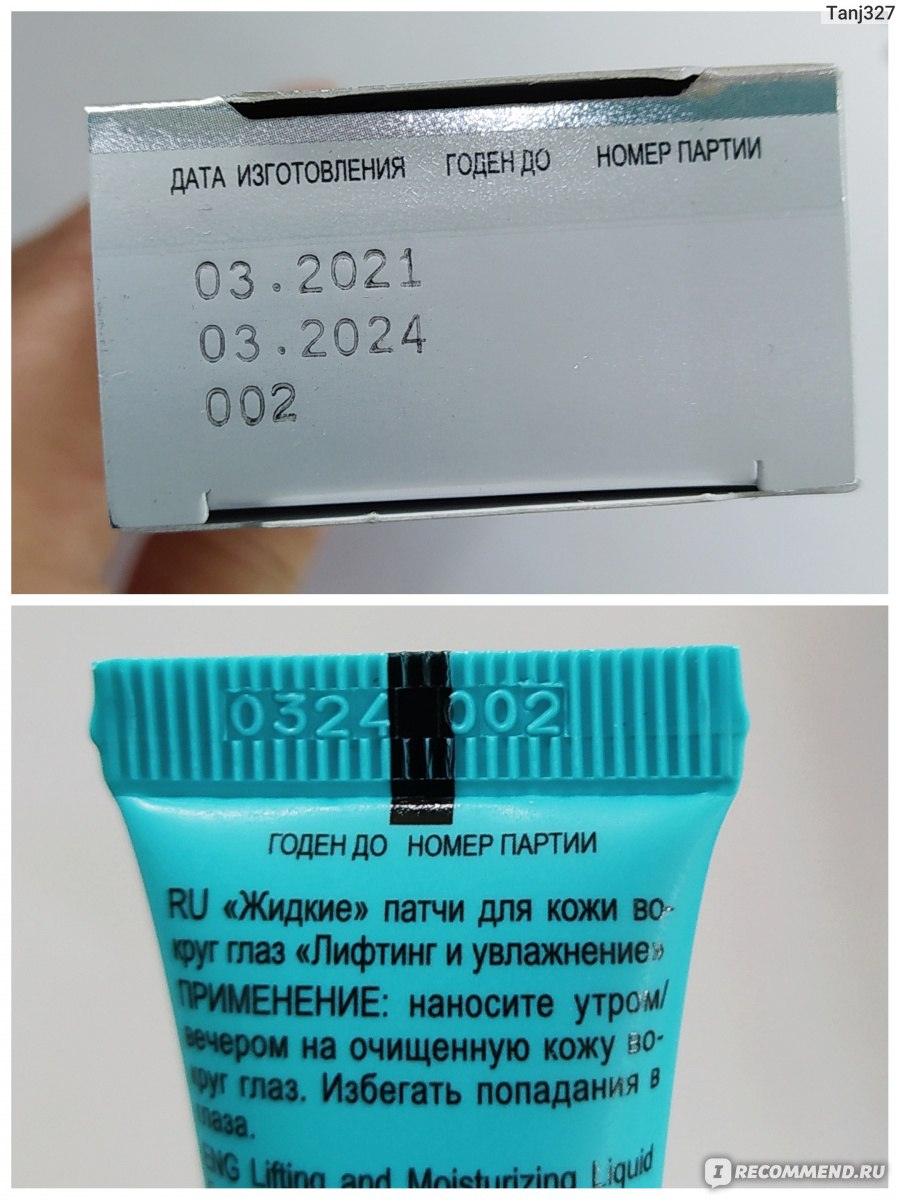 Tanj327
ДАТА ИЗГОТОВЛЕНИЯ ГОДЕН ДО НОМЕР ПАРТИИ
03.2021
03.2024
002
0324 002
ГОДЕН ДО НОМЕР ПАРТИИ
RU «Жидкие» патчи для кожи во-
круг глаз «Лифтинг и увлажнение»
ПРИМЕНЕНИЕ: наносите утром/
вечером на очищенную кожу во-
круг глаз. Избегать попадания в
глаза.
ENG Lifting and Moisturizing Liquid
IRECOMMEND.RU